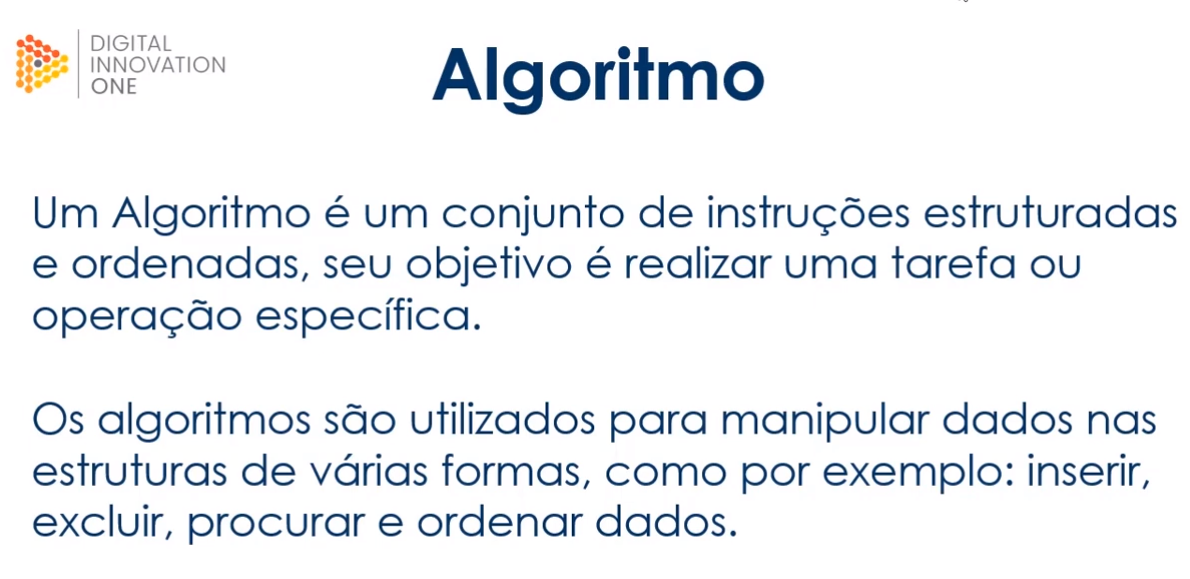 DIGITAL
INNOVATION
ONE
Algoritmo
Um Algoritmo é um conjunto de instruções estruturadas
e ordenadas, seu objetivo é realizar uma tarefa ou
operação específica.
Os algoritmos são utilizados para manipular dados nas
estruturas de várias formas, como por exemplo: inserir,
excluir, procurar e ordenar dados.